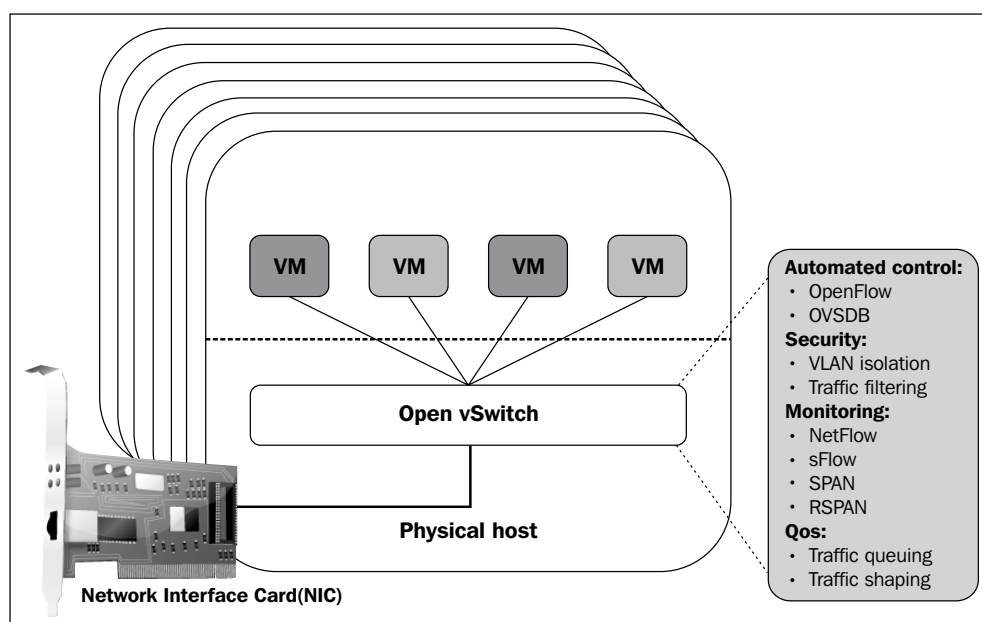 VM
VM
VM
VM
Open vSwitch
Physical host
Network Interface Card(NIC)
Automated control:
· OpenFlow
· OVSDB
Security:
· VLAN isolation
· Traffic filtering
Monitoring:
· NetFlow
· sFlow
· SPAN
· RSPAN
Qos:
· Traffic queuing
· Traffic shaping